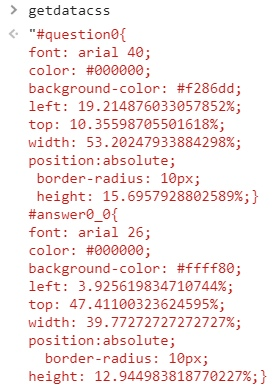 > getdatacss
<· "#question0{
font: arial 40;
color: #000000;
background-color: #f286dd;
left: 19.214876033057852%;
top: 10.35598705501618%;
width: 53.20247933884298%;
position:absolute;
 border-radius: 10px;
 height: 15.6957928802589%;}
#answer0_0{
font: arial 26;
color: #000000;
background-color: #ffff80;
left: 3.925619834710744%;
top: 47.41100323624595%;
width: 39.77272727272727%;
position:absolute;
  border-radius: 10px;
height: 12.944983818770227%;}